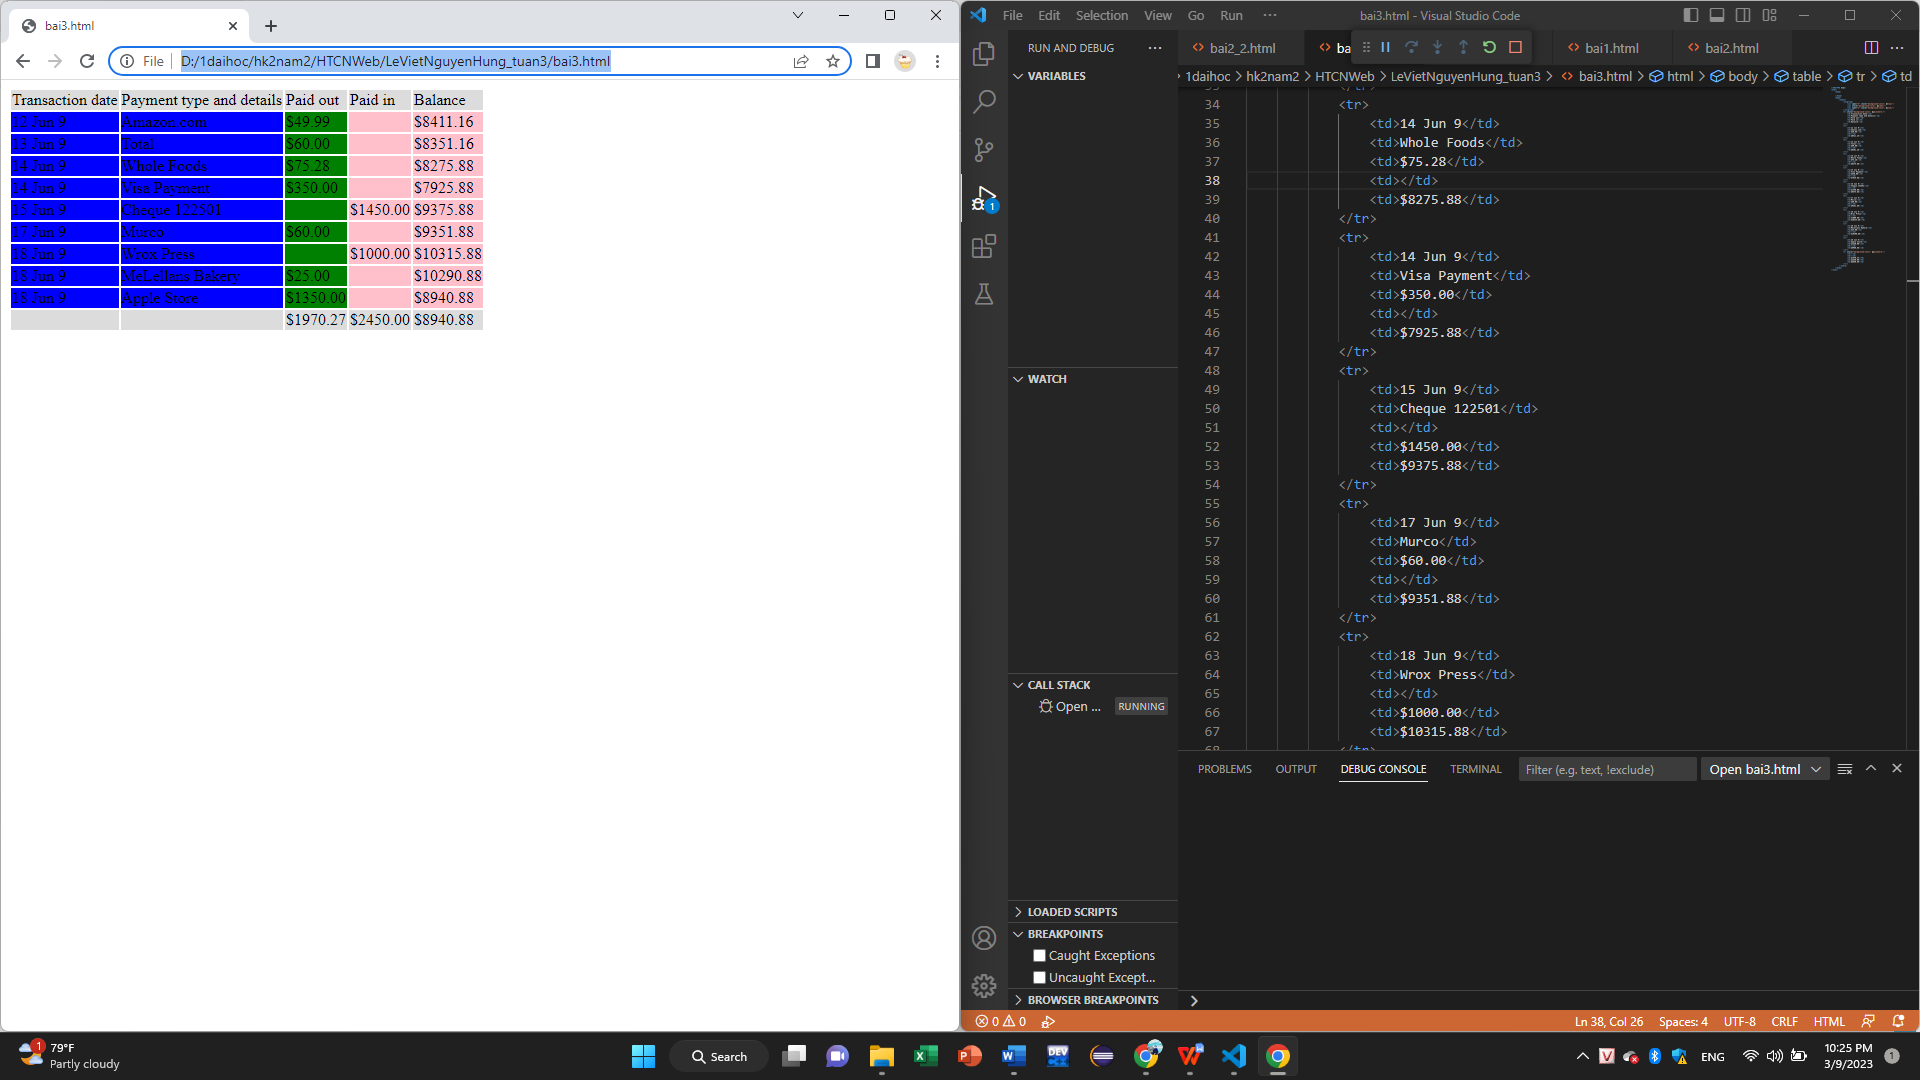 bai3.html
File D:/1daihoc/hk2nam2/HTCNWeb/LeVietNguyenHung_tuan3/bai3.html
Transaction date Payment type and details Paid out Paid in Balance
12 Jun 9 Amazon.com $49.99 $8411.16
13 Jun 9 Total $60.00 $8351.16
14 Jun 9 Whole Foods $75.28 $8275.88
14 Jun 9 Visa Payment $350.00 $7925.88
15 Jun 9 Cheque 122501 $1450.00 $9375.88
17 Jun 9 Murco $60.00 $9351.88
18 Jun 9 Wrox Press $1000.00 $10315.88
18 Jun 9 MeLellans Bakery $25.00 $10290.88
18 Jun 9 Apple Store $1350.00 $8940.88
$1970.27 $2450.00 $8940.88
File Edit Selection View Go Run ··· bai3.html - Visual Studio Code
RUN AND DEBUG ···
VARIABLES
WATCH
CALL STACK
Open ... RUNNING
LOADED SCRIPTS
BREAKPOINTS
Caught Exceptions
Uncaught Except...
BROWSER BREAKPOINTS
bai2_2.html ba bai1.html bai2.html ···
1daihoc > hk2nam2 > HTCNWeb > LeVietNguyenHung_tuan3 > bai3.html > html > body > table > tr > td
34 <tr>
35 <td>14 Jun 9</td>
36 <td>Whole Foods</td>
37 <td>$75.28</td>
38 <td></td>
39 <td>$8275.88</td>
40 </tr>
41 <tr>
42 <td>14 Jun 9</td>
43 <td>Visa Payment</td>
44 <td>$350.00</td>
45 <td></td>
46 <td>$7925.88</td>
47 </tr>
48 <tr>
49 <td>15 Jun 9</td>
50 <td>Cheque 122501</td>
51 <td></td>
52 <td>$1450.00</td>
53 <td>$9375.88</td>
54 </tr>
55 <tr>
56 <td>17 Jun 9</td>
57 <td>Murco</td>
58 <td>$60.00</td>
59 <td></td>
60 <td>$9351.88</td>
61 </tr>
62 <tr>
63 <td>18 Jun 9</td>
64 <td>Wrox Press</td>
65 <td></td>
66 <td>$1000.00</td>
67 <td>$10315.88</td>
PROBLEMS OUTPUT DEBUG CONSOLE TERMINAL Filter (e.g. text, !exclude) Open bai3.html
0 0 Ln 38, Col 26 Spaces: 4 UTF-8 CRLF HTML
1
79°F
Partly cloudy
Search
DEV
ENG
10:25 PM
3/9/2023
1